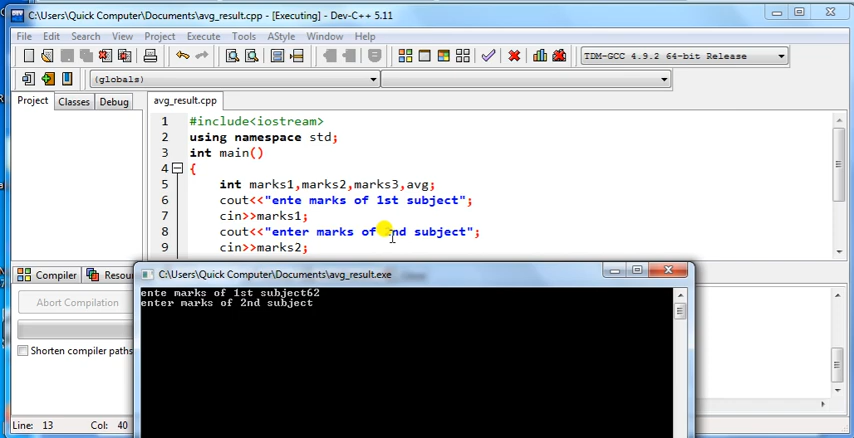 C:\Users\Quick Computer\Documents\avg_result.cpp - [Executing] - Dev-C++ 5.11
File Edit Search View Project Execute Tools AStyle Window Help
TDM-GCC 4.9.2 64-bit Release
(globals)
Project Classes Debug avg_result.cpp
1 #include<iostream>
2 using namespace std;
3 int main()
4 {
5 int marks1,marks2,marks3,avg;
6 cout<<"ente marks of 1st subject";
7 cin>>marks1;
8 cout<<"enter marks of 2nd subject";
9 cin>>marks2;
Compiler Resou
C:\Users\Quick Computer\Documents\avg_result.exe
Abort Compilation
Shorten compiler paths
ente marks of 1st subject62
enter marks of 2nd subject
Line: 13 Col: 40